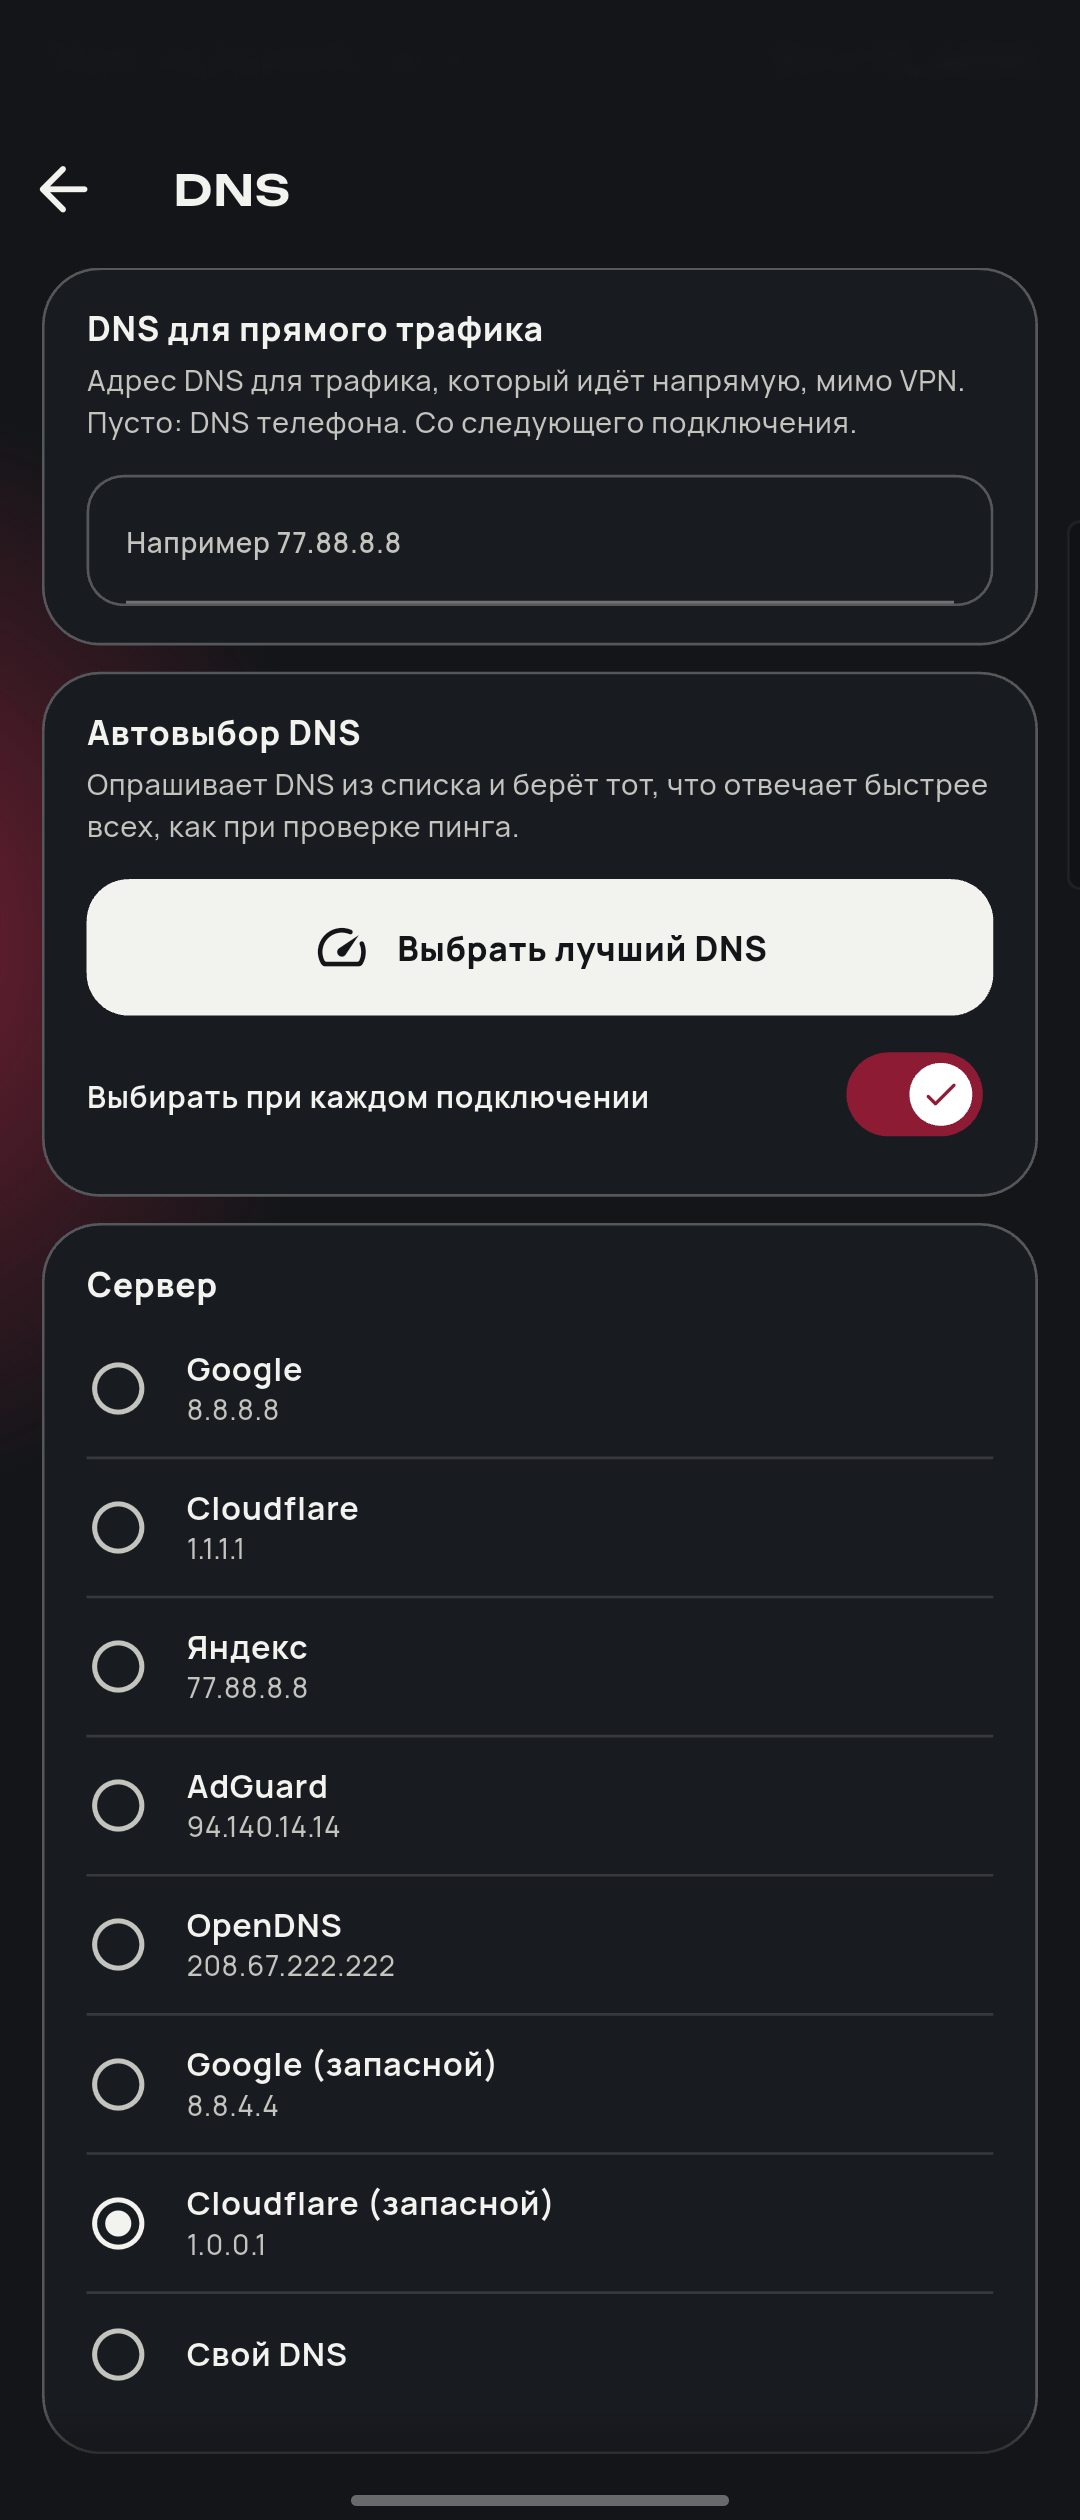 DNS
DNS для прямого трафика
Адрес DNS для трафика, который идёт напрямую, мимо VPN.
Пусто: DNS телефона. Со следующего подключения.
Например 77.88.8.8
Автовыбор DNS
Опрашивает DNS из списка и берёт тот, что отвечает быстрее
всех, как при проверке пинга.
Выбрать лучший DNS
Выбирать при каждом подключении
Сервер
Google
8.8.8.8
Cloudflare
1.1.1.1
Яндекс
77.88.8.8
AdGuard
94.140.14.14
OpenDNS
208.67.222.222
Google (запасной)
8.8.4.4
Cloudflare (запасной)
1.0.0.1
Свой DNS